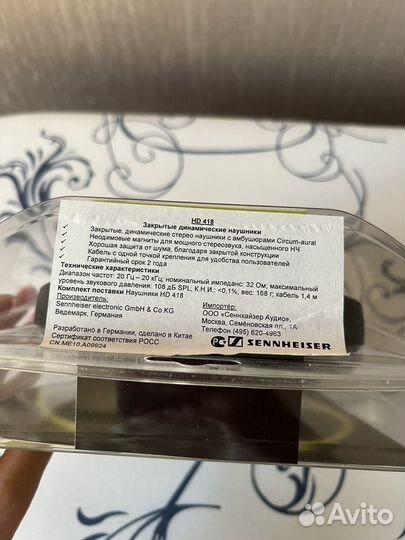 HD 418
Закрытые динамические наушники
Закрытые, динамические стерео наушники с амбушюрами Circum-aural
Неодимовые магниты для мощного стереозвука, насыщенного НЧ
Хорошая защита от шума, благодаря закрытой конструкции
Кабель с одной точкой крепления для удобства пользователей
Гарантийный срок 2 года
Технические характеристики
Диапазон частот: 20 Гц – 20 кГц; номинальный импеданс: 32 Ом; максимальный
уровень звукового давления: 108 дБ SPL, К.Н.И.: <0,1%, вес: 168 г; кабель 1,4 м
Комплект поставки Наушники HD 418
Sennheiser electronic GmbH & Co.KG
Ведемарк, Германия
Разработано в Германии, сделано в Китае
Сертификат соответствия РОСС
CN.ME10.A09924
Импортёр:
ООО «Сеннхайзер Аудио»,
Москва, Семёновская пл., 1А
Телефон (495) 620-4963
SENNHEISER
Avito